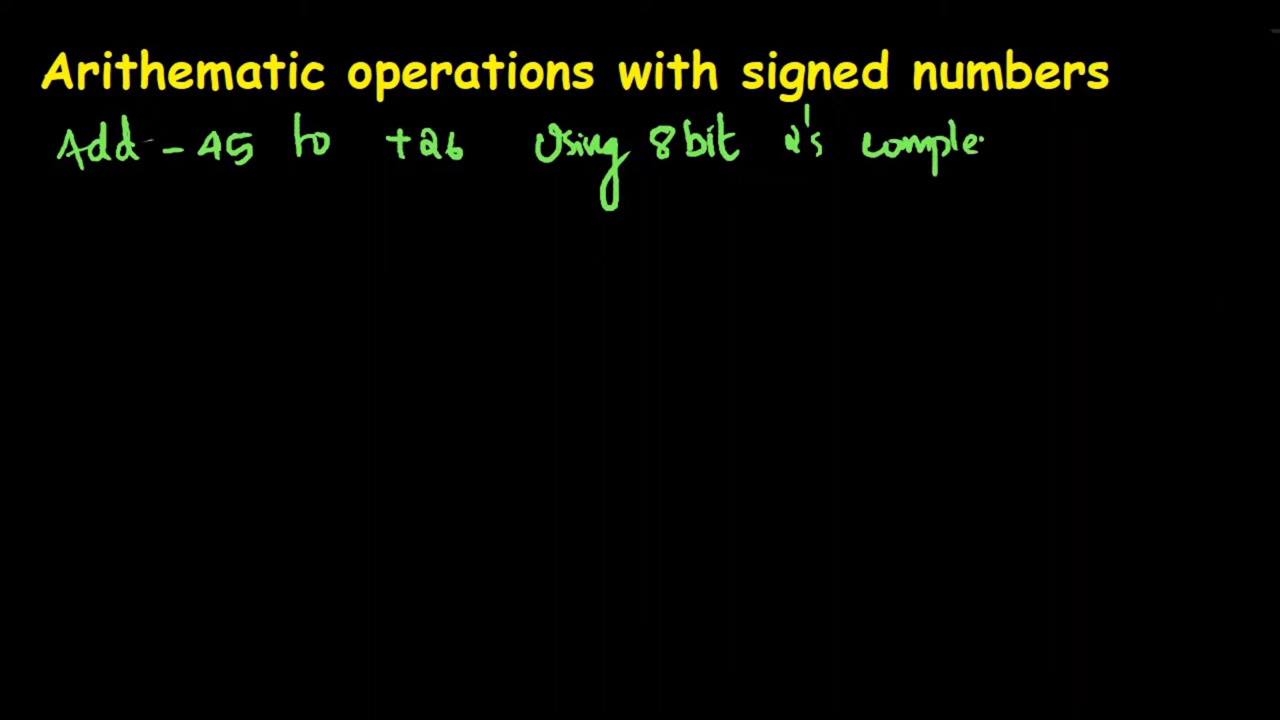 Arithematic operations with signed numbers
Add - 45 to +26 Using 8bit 2's comple